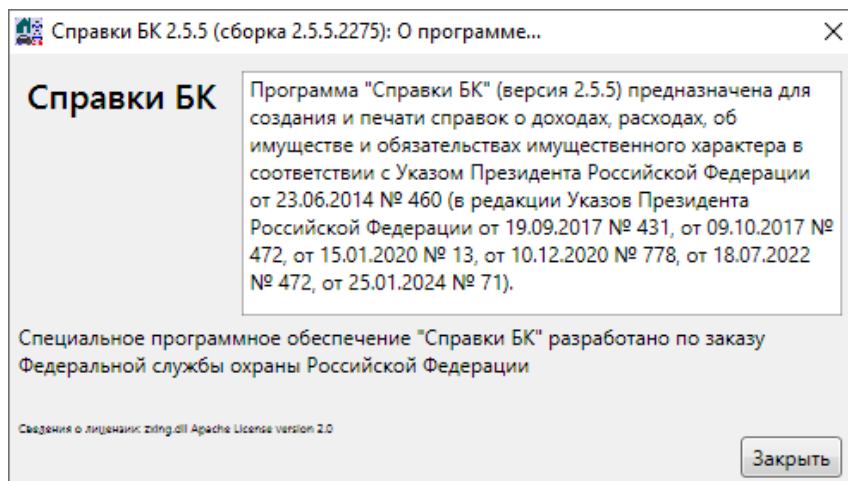 Справки БК 2.5.5 (сборка 2.5.5.2275): О программе...
Справки БК
Программа "Справки БК" (версия 2.5.5) предназначена для
создания и печати справок о доходах, расходах, об
имуществе и обязательствах имущественного характера в
соответствии с Указом Президента Российской Федерации
от 23.06.2014 № 460 (в редакции Указов Президента
Российской Федерации от 19.09.2017 № 431, от 09.10.2017 №
472, от 15.01.2020 № 13, от 10.12.2020 № 778, от 18.07.2022
№ 472, от 25.01.2024 № 71).
Специальное программное обеспечение "Справки БК" разработано по заказу
Федеральной службы охраны Российской Федерации
Сведения о лицензии: zxing.dll Apache License version 2.0
Закрыть